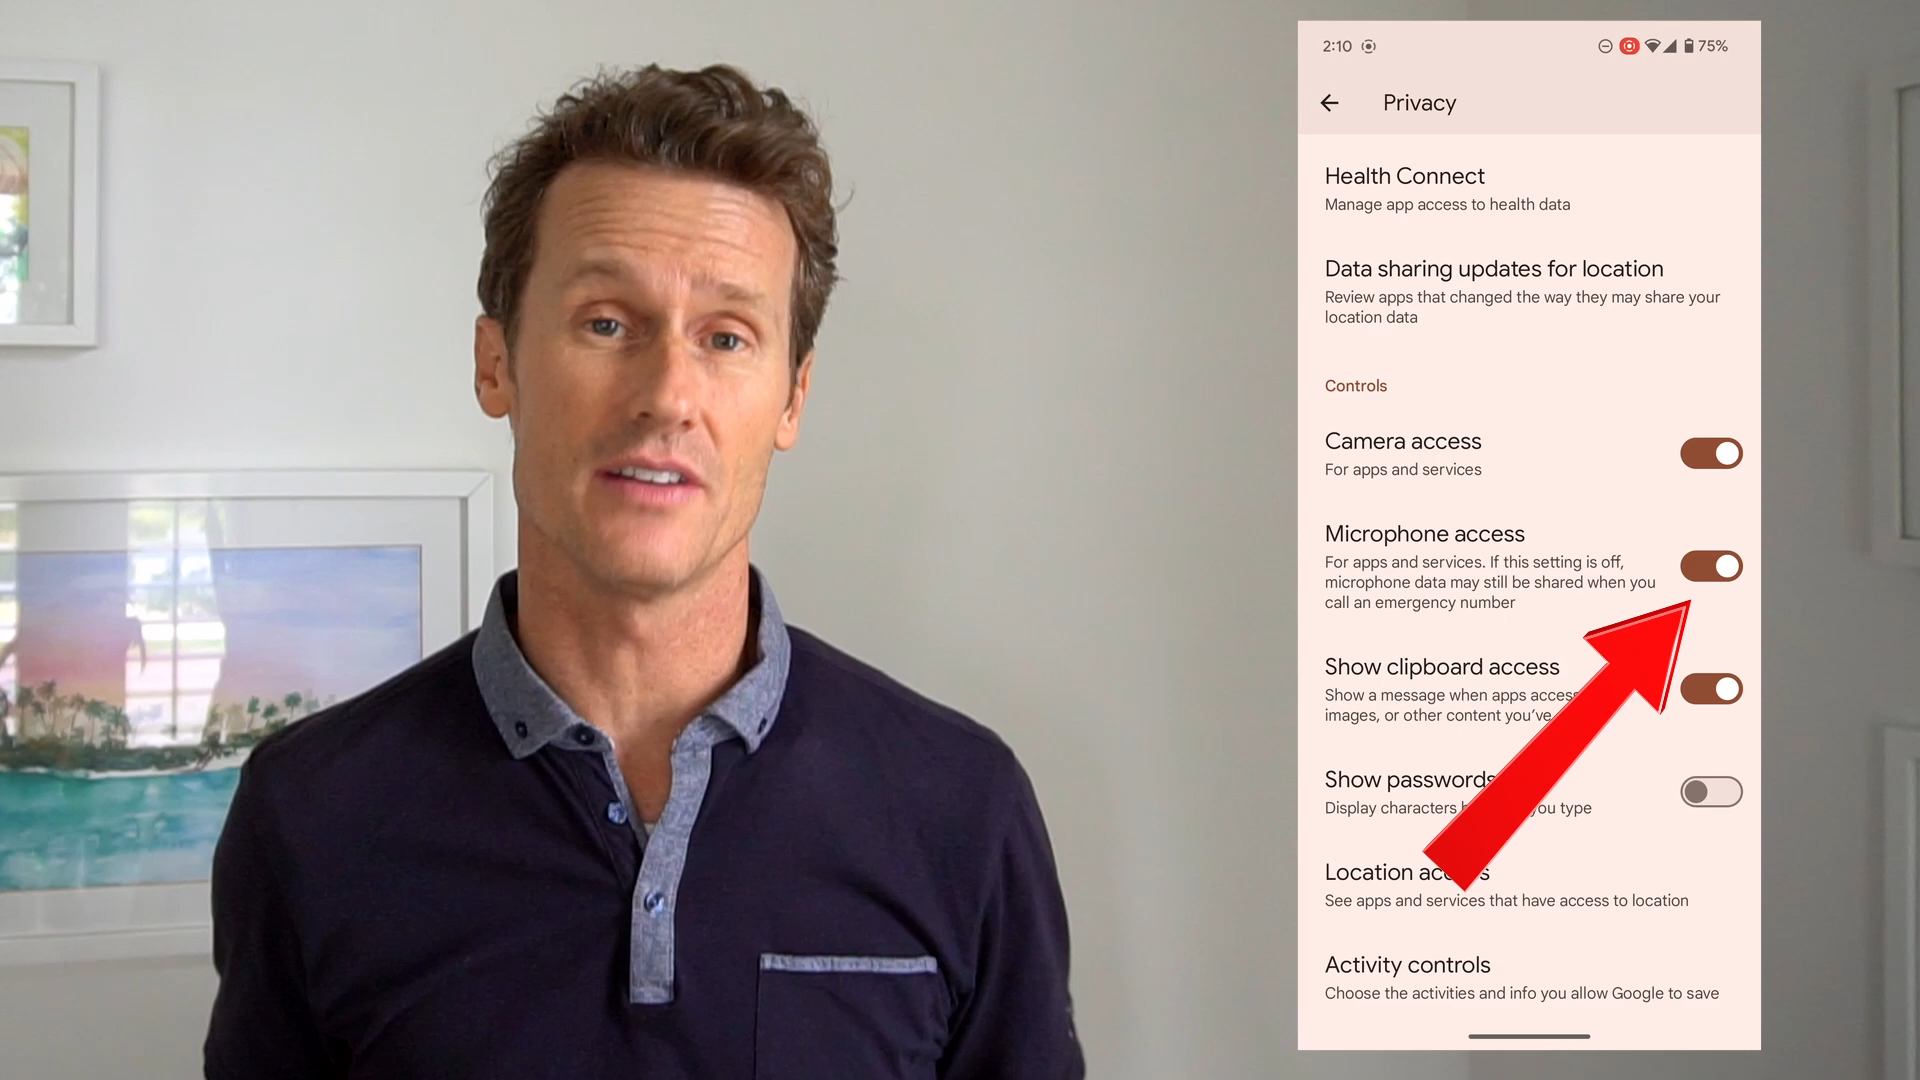 2:10
75%
Privacy
Health Connect
Manage app access to health data
Data sharing updates for location
Review apps that changed the way they may share your
location data
Controls
Camera access
For apps and services
Microphone access
For apps and services. If this setting is off,
microphone data may still be shared when you
call an emergency number
Show clipboard access
Show a message when apps access
images, or other content you've
Show passwords
Display characters you type
Location access
See apps and services that have access to location
Activity controls
Choose the activities and info you allow Google to save